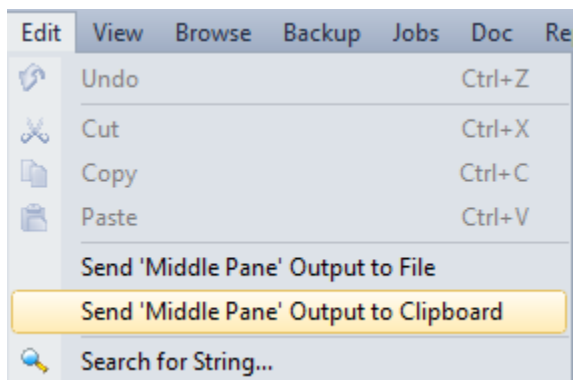 Edit View Browse Backup Jobs Doc Re
Undo Ctrl+Z
Cut Ctrl+X
Copy Ctrl+C
Paste Ctrl+V
Send 'Middle Pane' Output to File
Send 'Middle Pane' Output to Clipboard
Search for String...